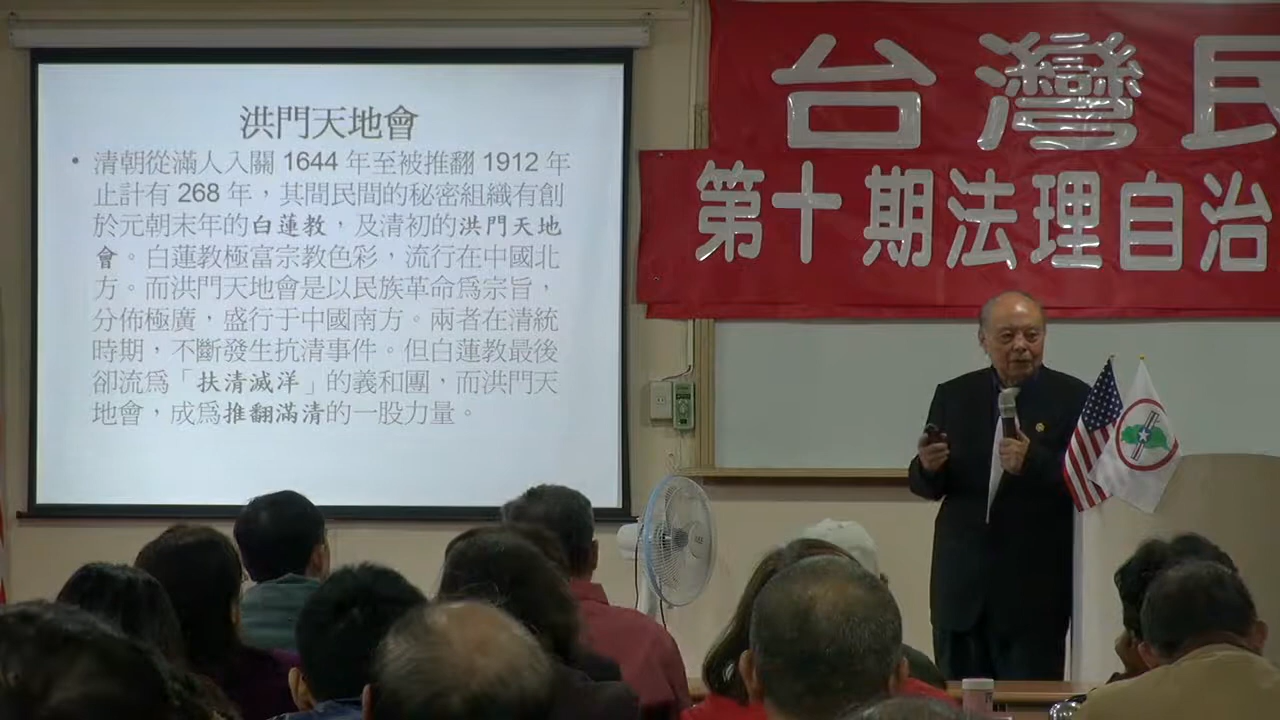 洪門天地會
• 清朝從滿人入關 1644 年至被推翻 1912 年
止計有 268 年，其間民間的秘密組織有創
於元朝末年的白蓮教，及清初的洪門天地
會。白蓮教極富宗教色彩，流行在中國北
方。而洪門天地會是以民族革命爲宗旨，
分佈極廣，盛行于中國南方。兩者在清統
時期，不斷發生抗清事件。但白蓮教最後
卻流爲「扶清滅洋」的義和團，而洪門天
地會，成爲推翻滿清的一股力量。
台灣民
第十期法理自治